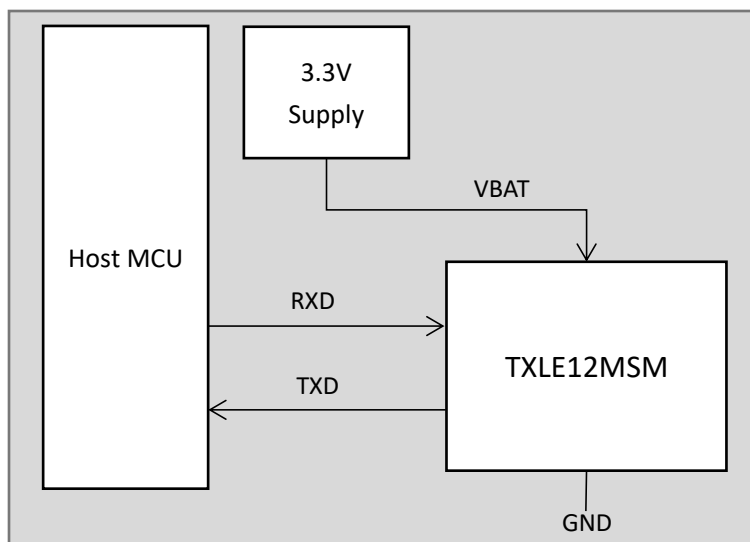 3.3V
Supply
VBAT
Host MCU
RXD
TXLE12MSM
TXD
GND